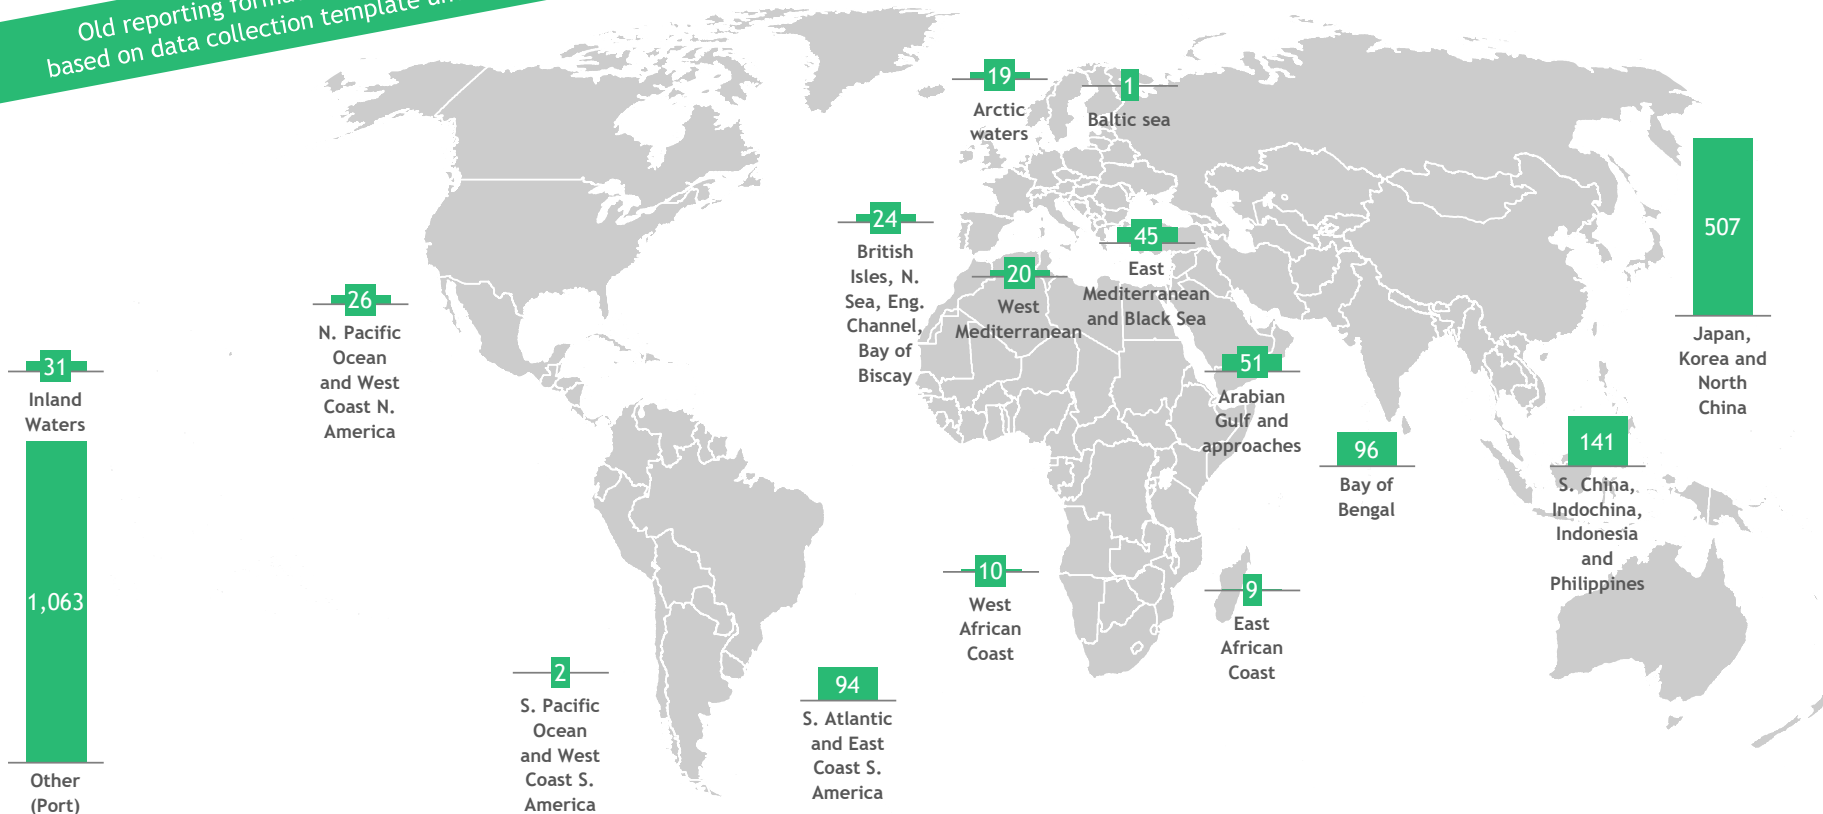 Old reporting
based on data collection template
19
Arctic
waters
1
Baltic sea
507
Japan,
Korea and
North
China
24
British
Isles, N.
Sea, Eng.
Channel,
Bay of
Biscay
45
East
Mediterranean
and Black Sea
20
West
Mediterranean
26
N. Pacific
Ocean
and West
Coast N.
America
31
Inland
Waters
51
Arabian
Gulf and
approaches
96
Bay of
Bengal
141
S. China,
Indochina,
Indonesia
and
Philippines
1,063
Other
(Port)
10
West
African
Coast
9
East
African
Coast
2
S. Pacific
Ocean
and West
Coast S.
America
94
S. Atlantic
and East
Coast S.
America